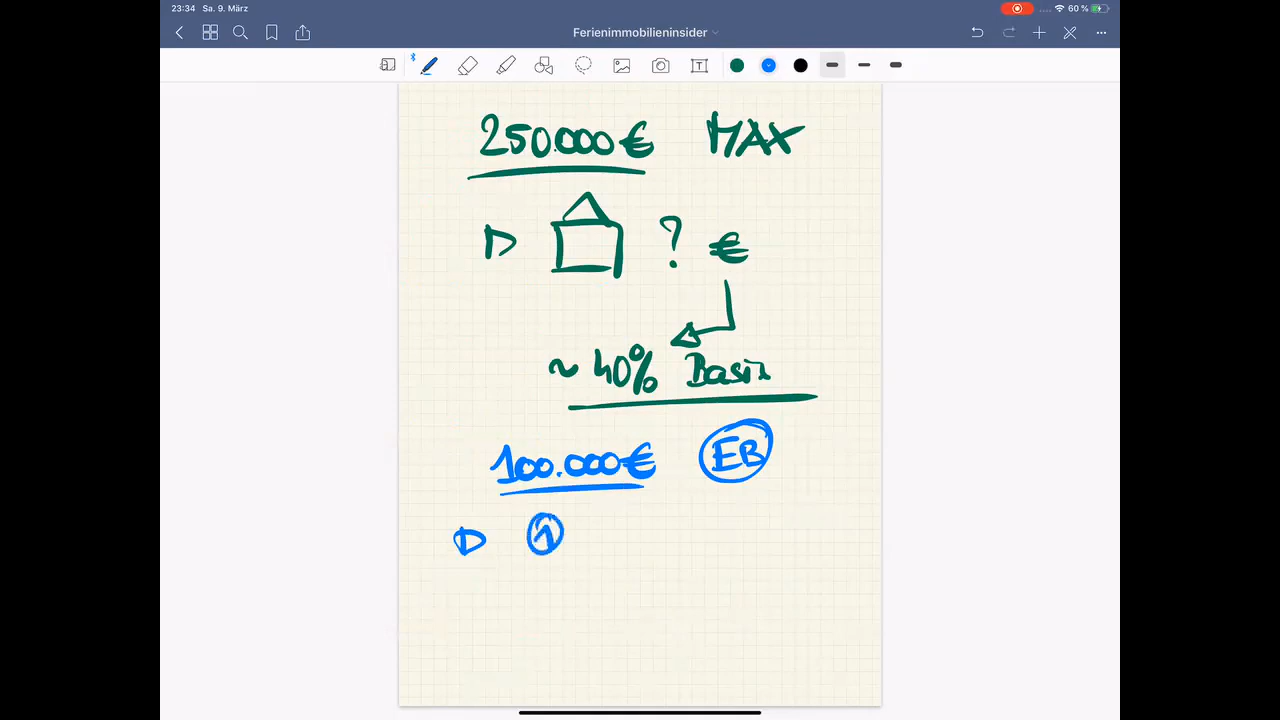 23:34 Sa. 9. März 60 %
Ferienimmobilieninsider
T
250.000€ MAX
? €
~ 40% Basis
100.000€ EB
1